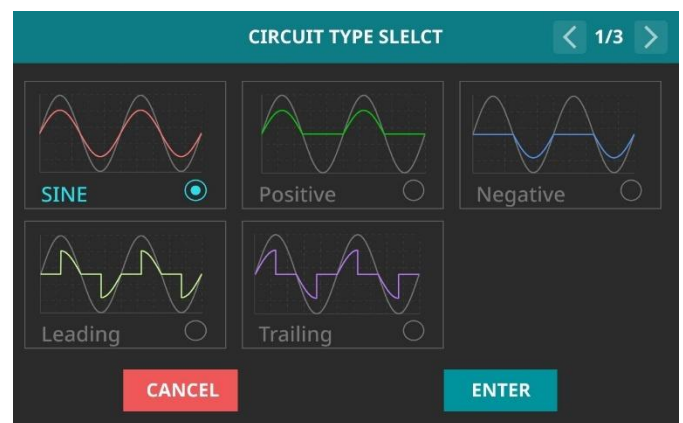 CIRCUIT TYPE SLELCT
1/3
SINE
Positive
Negative
Leading
Trailing
CANCEL
ENTER